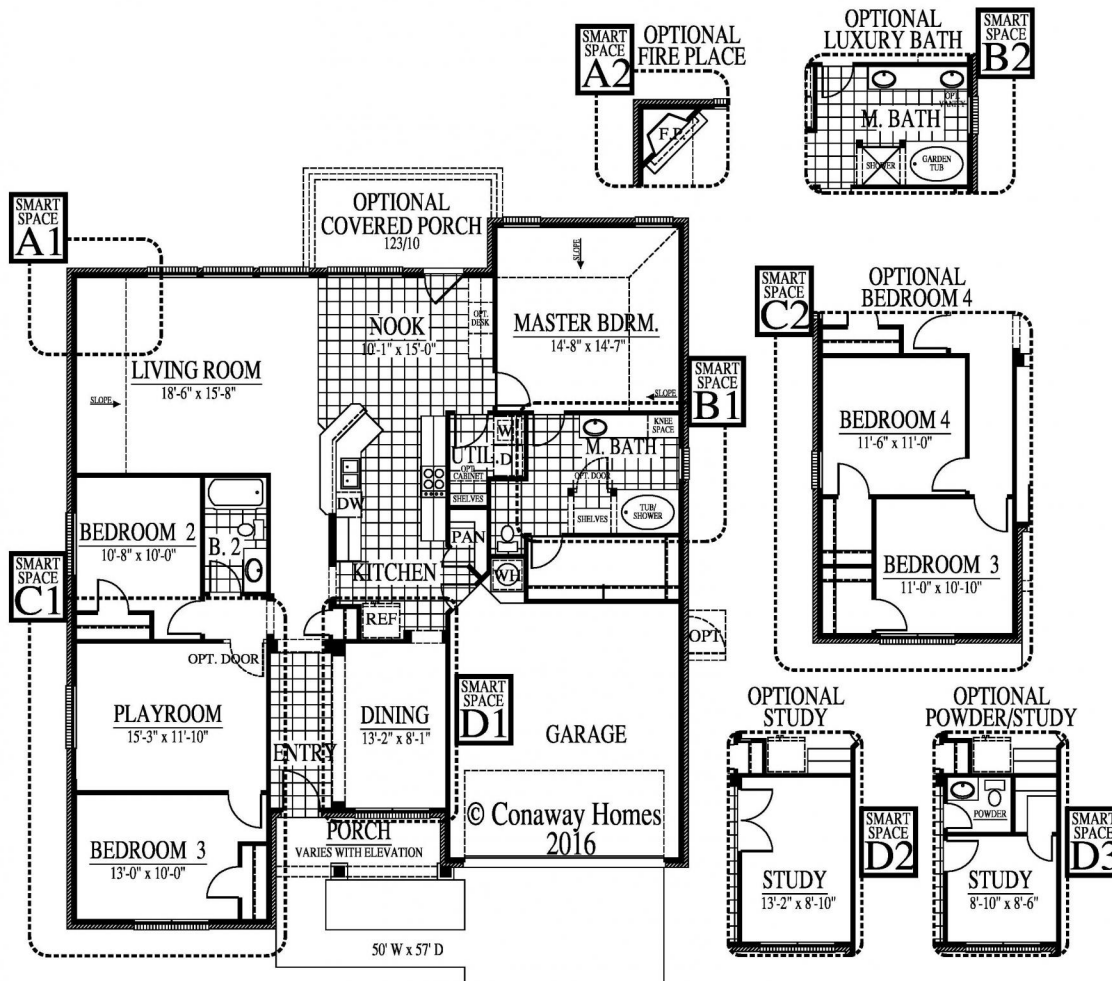 SMART
SPACE
A2
OPTIONAL
FIRE PLACE
F.P.
OPTIONAL
LUXURY BATH
SMART
SPACE
B2
OPT.
VANITY
M. BATH
SHOWER
GARDEN
TUB
SMART
SPACE
A1
OPTIONAL
COVERED PORCH
123/10
SLOPE
NOOK
10'-1" x 15'-0"
OPT.
DESK
MASTER BDRM.
14'-8" x 14'-7"
LIVING ROOM
18'-6" x 15'-8"
SLOPE
SLOPE
SMART
SPACE
B1
SMART
SPACE
C2
OPTIONAL
BEDROOM 4
BEDROOM 4
11'-6" x 11'-0"
BEDROOM 3
11'-0" x 10'-10"
W
D
UTIL.
OPT.
CABINET
SHELVES
M. BATH
KNEE
SPACE
OPT. DOOR
SHELVES
TUB/
SHOWER
DW
PAN
BEDROOM 2
10'-8" x 10'-0"
B. 2
KITCHEN
WH
REF
SMART
SPACE
C1
OPT. DOOR
OPT
PLAYROOM
15'-3" x 11'-10"
ENTRY
DINING
13'-2" x 8'-1"
SMART
SPACE
D1
GARAGE
© Conaway Homes
2016
BEDROOM 3
13'-0" x 10'-0"
PORCH
VARIES WITH ELEVATION
50' W x 57' D
OPTIONAL
STUDY
SMART
SPACE
D2
STUDY
13'-2" x 8'-10"
OPTIONAL
POWDER/STUDY
POWDER
SMART
SPACE
D3
STUDY
8'-10" x 8'-6"